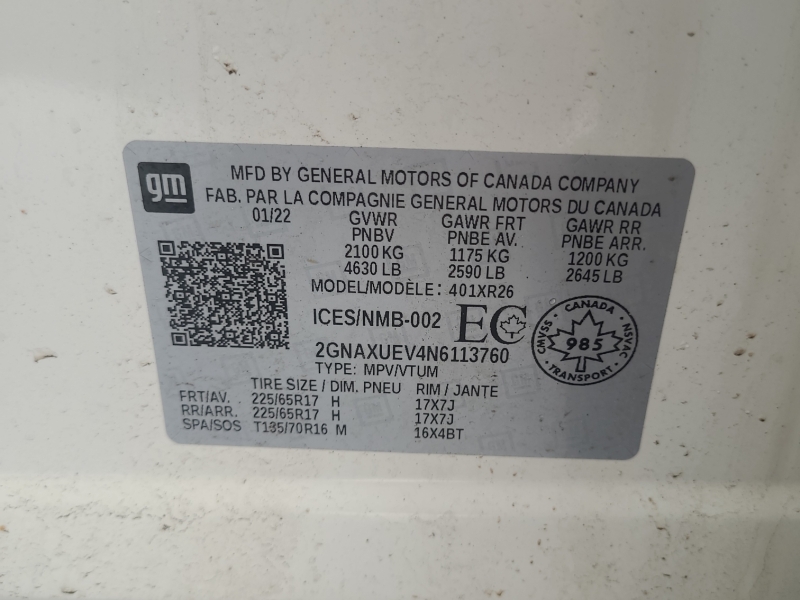 gm
MFD BY GENERAL MOTORS OF CANADA COMPANY
FAB. PAR LA COMPAGNIE GENERAL MOTORS DU CANADA
01/22 GVWR GAWR FRT GAWR RR
PNBV PNBE AV. PNBE ARR.
2100 KG 1175 KG 1200 KG
4630 LB 2590 LB 2645 LB
MODEL/MODÈLE: 401XR26
ICES/NMB-002 EC
CANADA
CMVSS 985 NSVAC
TRANSPORT
2GNAXUEV4N6113760
TYPE: MPV/VTUM
TIRE SIZE / DIM. PNEU RIM / JANTE
FRT/AV. 225/65R17 H 17X7J
RR/ARR. 225/65R17 H 17X7J
SPA/SOS T135/70R16 M 16X4BT